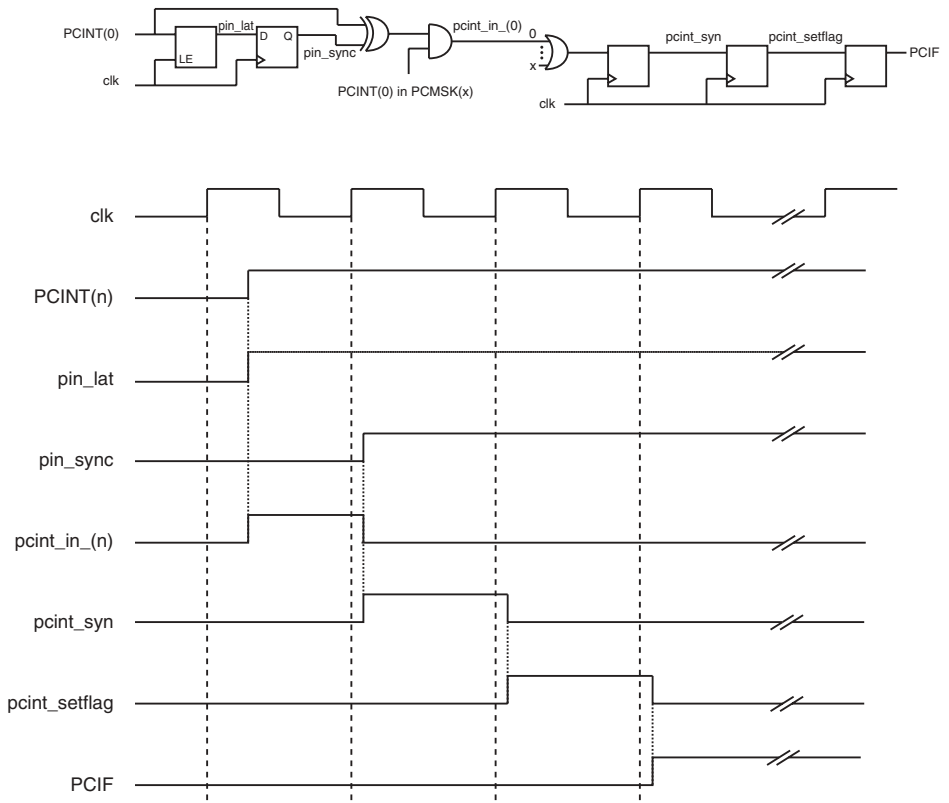 PCINT(0)
pin_lat
D Q
LE
pin_sync
clk
PCINT(0) in PCMSK(x)
pcint_in_(0)
0
x
clk
pcint_syn
pcint_setflag
PCIF
clk
PCINT(n)
pin_lat
pin_sync
pcint_in_(n)
pcint_syn
pcint_setflag
PCIF